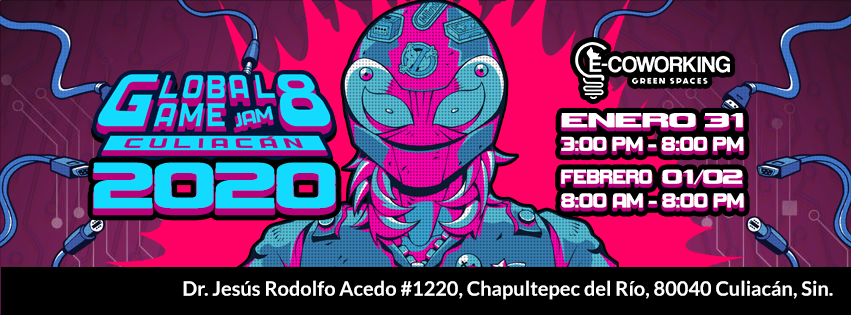 GLOBAL
GAME JAM 8
CULIACÁN
2020
E-COWORKING
GREEN SPACES
ENERO 31
3:00 PM - 8:00 PM
FEBRERO 01/02
8:00 AM - 8:00 PM
Dr. Jesús Rodolfo Acedo #1220, Chapultepec del Río, 80040 Culiacán, Sin.